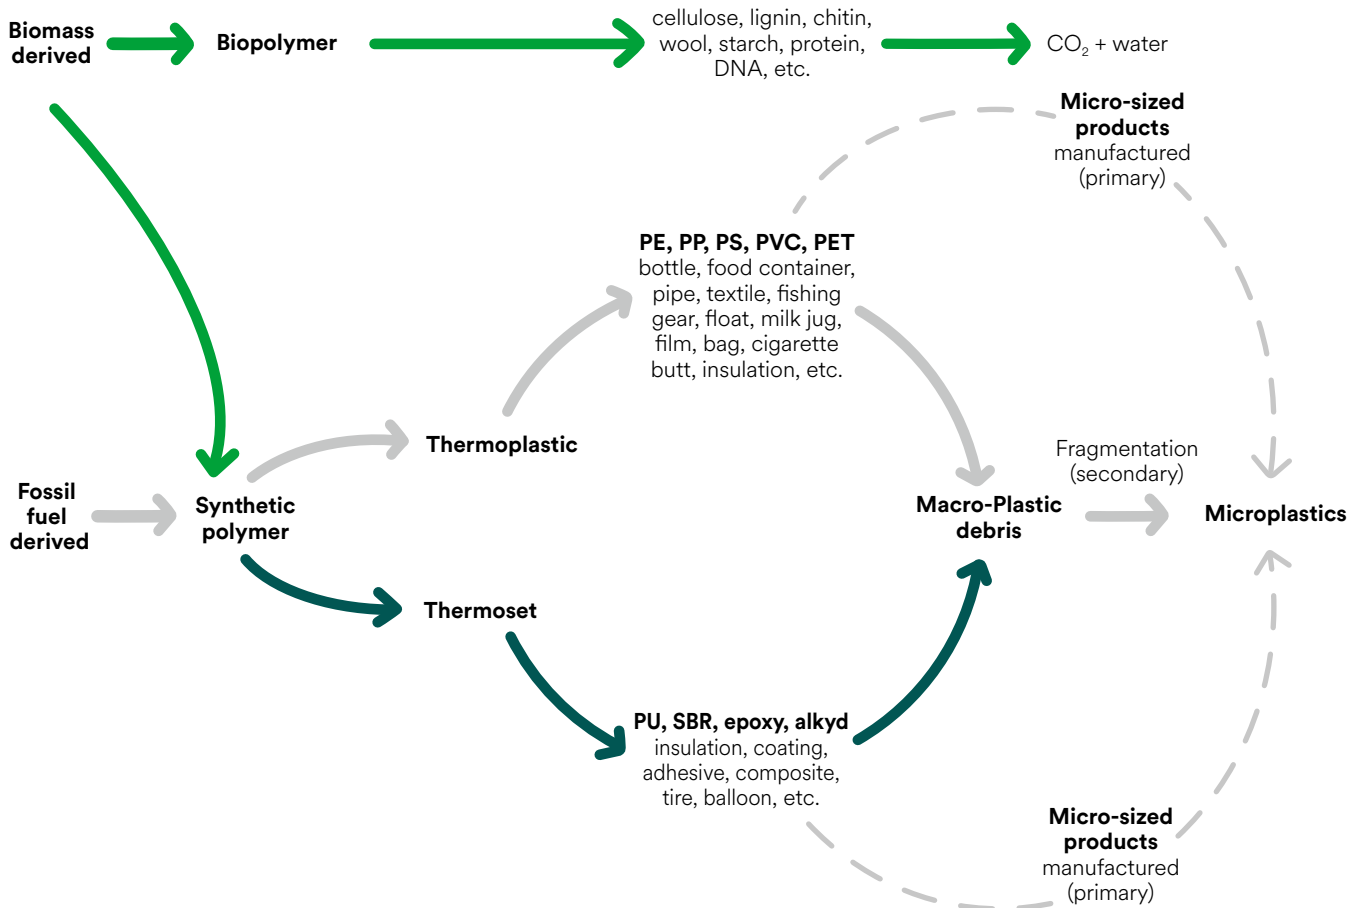 Biomass
derived
Biopolymer
cellulose, lignin, chitin,
wool, starch, protein,
DNA, etc.
CO₂ + water
Micro-sized
products
manufactured
(primary)
PE, PP, PS, PVC, PET
bottle, food container,
pipe, textile, fishing
gear, float, milk jug,
film, bag, cigarette
butt, insulation, etc.
Thermoplastic
Fossil
fuel
derived
Synthetic
polymer
Macro-Plastic
debris
Fragmentation
(secondary)
Microplastics
Thermoset
PU, SBR, epoxy, alkyd
insulation, coating,
adhesive, composite,
tire, balloon, etc.
Micro-sized
products
manufactured
(primary)